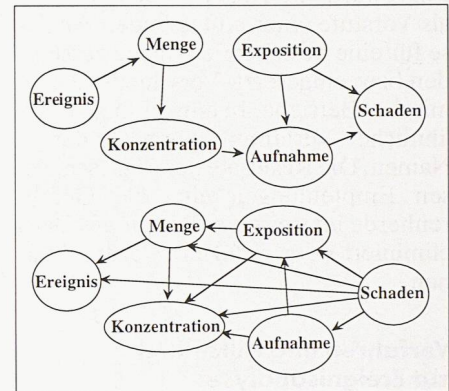 Menge
Exposition
Ereignis
Schaden
Konzentration
Aufnahme
Menge
Exposition
Ereignis
Schaden
Konzentration
Aufnahme